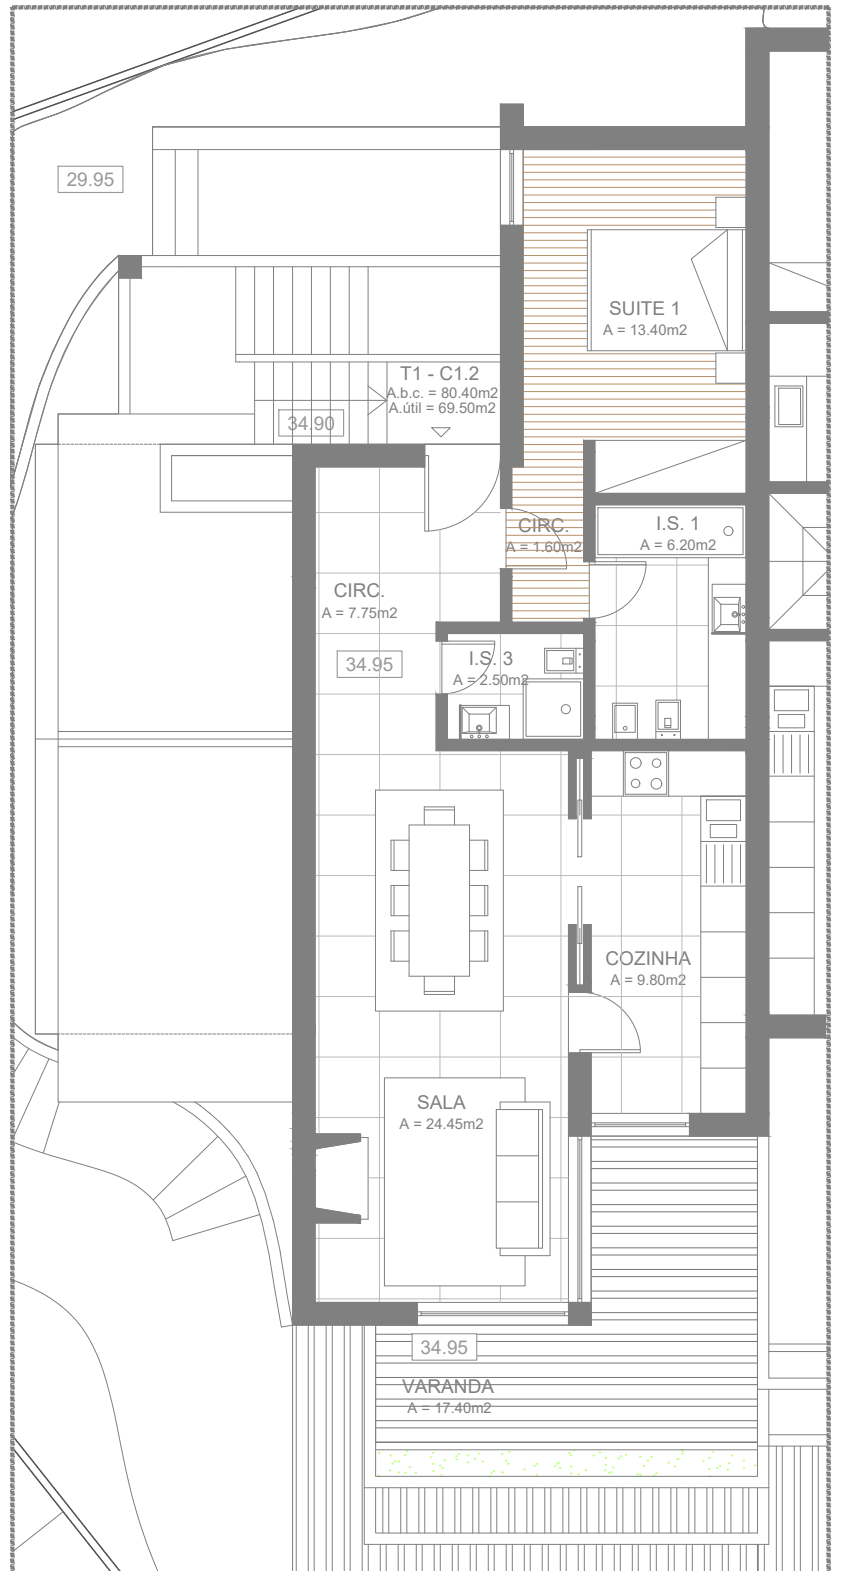 29.95
SUITE 1
A = 13.40m2
T1 - C1.2
A.b.c. = 80.40m2
A.útil = 69.50m2
34.90
CIRC.
A = 1.60m2
I.S. 1
A = 6.20m2
CIRC.
A = 7.75m2
34.95
I.S. 3
A = 2.50m2
COZINHA
A = 9.80m2
SALA
A = 24.45m2
34.95
VARANDA
A = 17.40m2